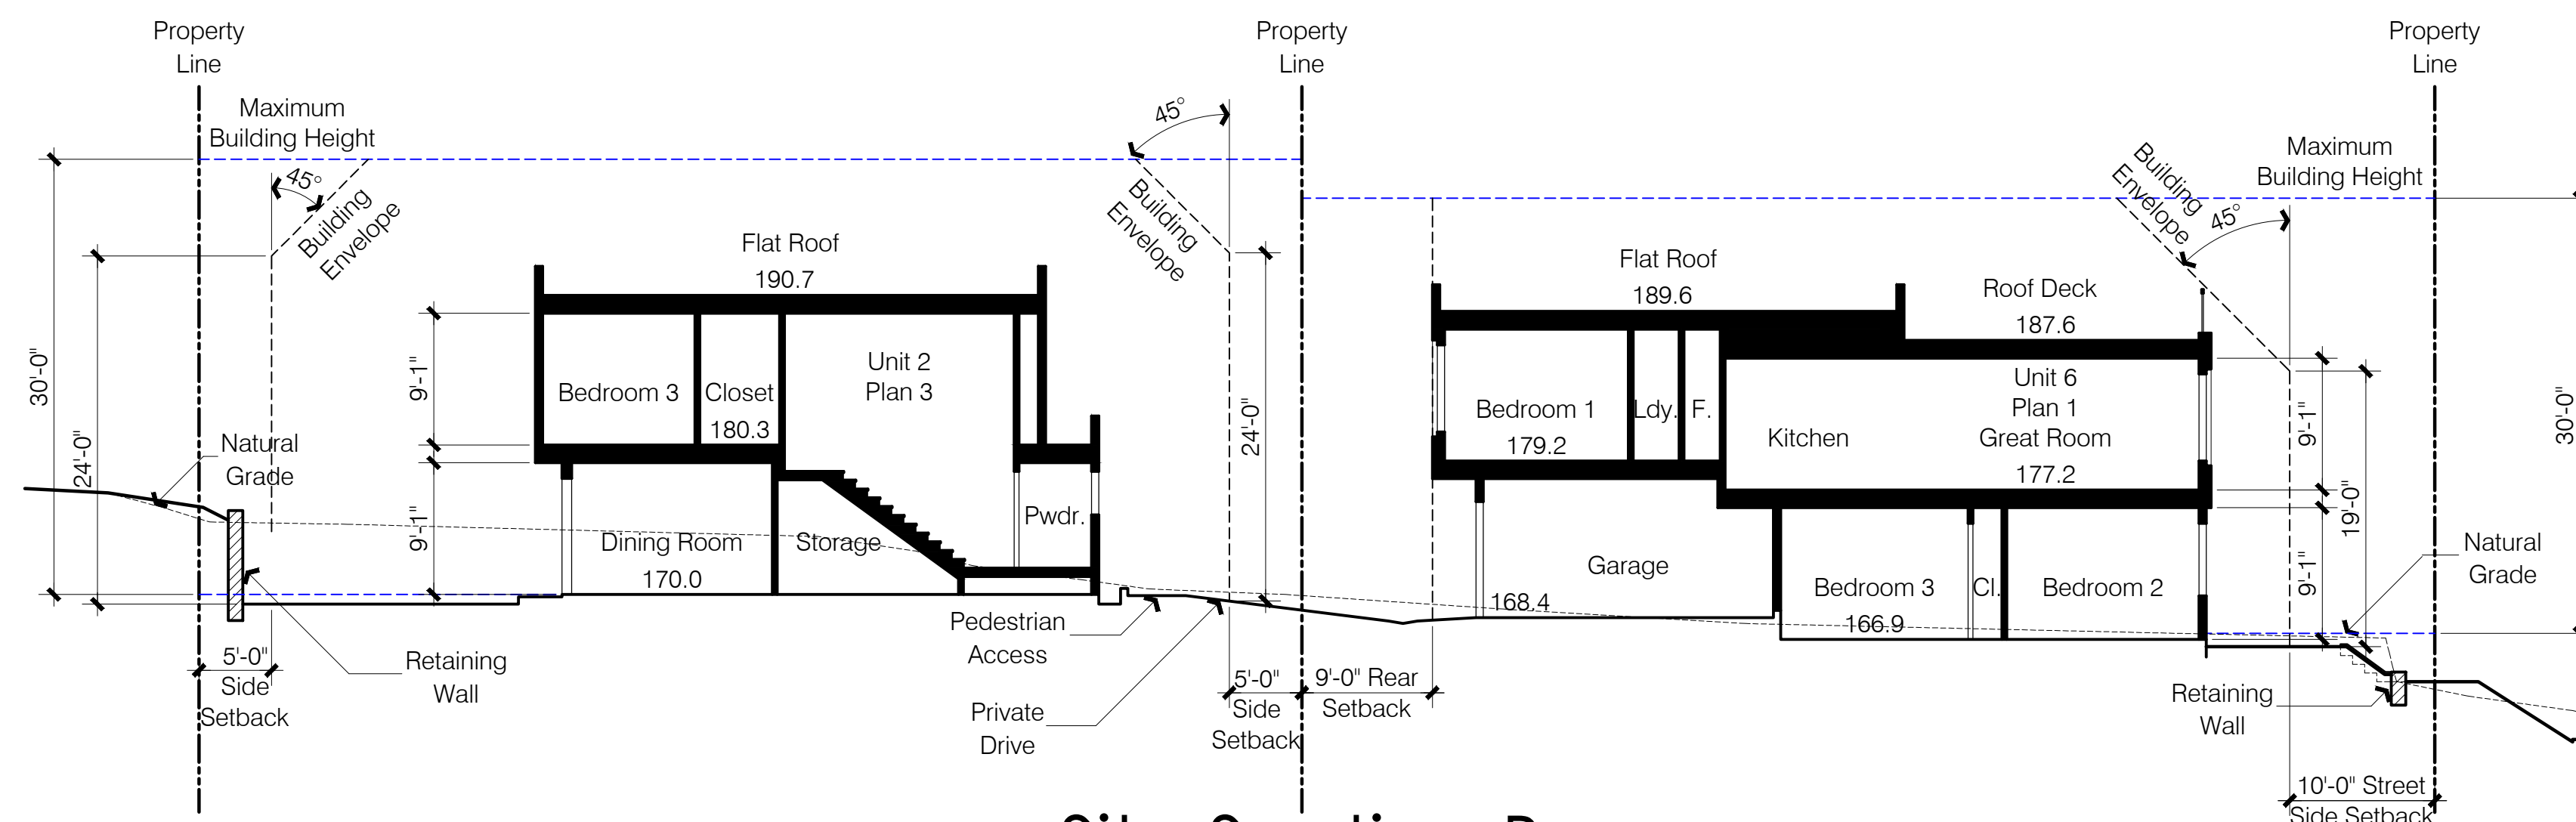 Property
Line
Property
Line
Property
Line
Maximum
Building Height
45°
Building
Envelope
45°
Building
Envelope
Maximum
Building Height
45°
Building
Envelope
Flat Roof
190.7
Flat Roof
189.6
Roof Deck
187.6
30'-0"
24'-0"
9'-1"
9'-1"
Natural
Grade
Bedroom 3
Closet
180.3
Unit 2
Plan 3
Dining Room
170.0
Storage
Pwdr.
24'-0"
Bedroom 1
179.2
Ldy.
F.
Kitchen
Unit 6
Plan 1
Great Room
177.2
Garage
168.4
Bedroom 3
166.9
Cl.
Bedroom 2
9'-1"
9'-1"
19'-0"
30'-0"
Natural
Grade
5'-0"
Side
Setback
Retaining
Wall
Pedestrian
Access
Private
Drive
5'-0"
Side
Setback
9'-0" Rear
Setback
Retaining
Wall
10'-0" Street
Side Setback